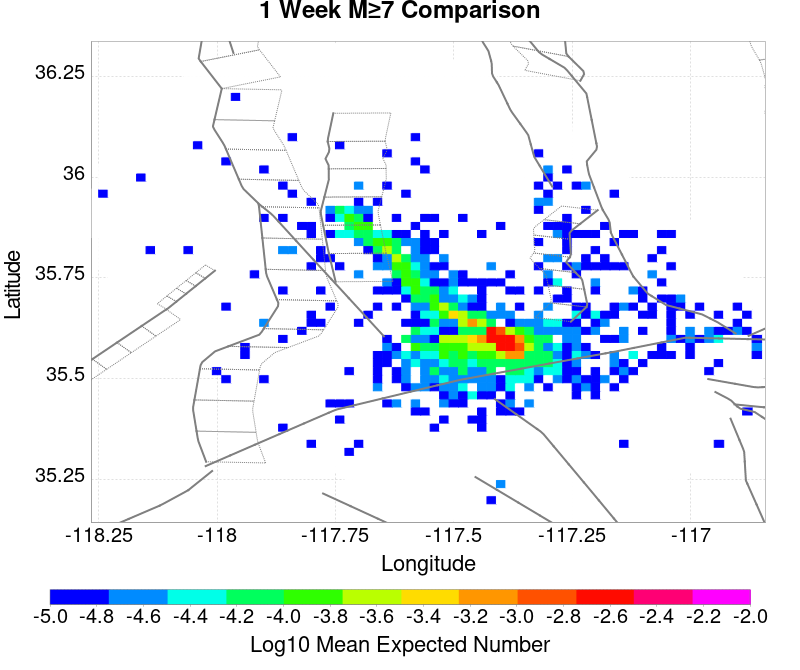 1 Week M≥7 Comparison
36.25
36
35.75
35.5
35.25
Latitude
-118.25 -118 -117.75 -117.5 -117.25 -117
Longitude
-5.0 -4.8 -4.6 -4.4 -4.2 -4.0 -3.8 -3.6 -3.4 -3.2 -3.0 -2.8 -2.6 -2.4 -2.2 -2.0
Log10 Mean Expected Number